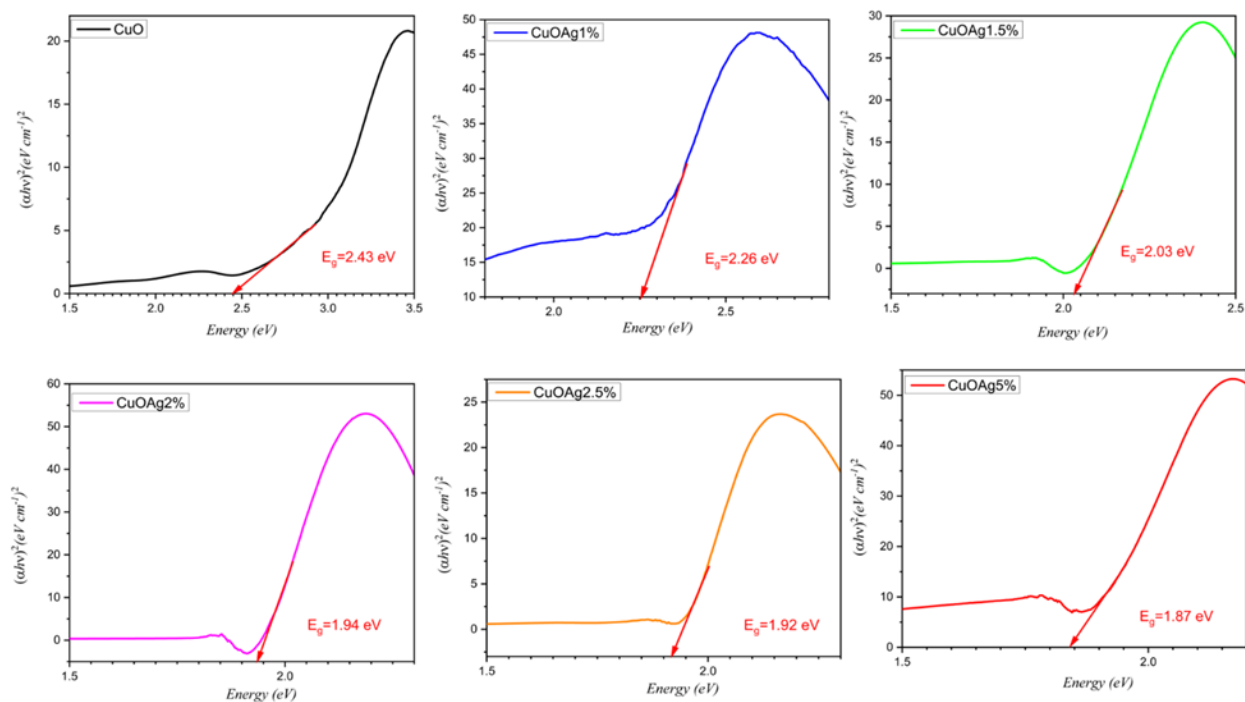 CuO
(αhν)²(eV cm⁻¹)²
20
15
10
5
0
E_g=2.43 eV
1.5 2.0 2.5 3.0 3.5
Energy (eV)
CuOAg1%
(αhν)²(eV cm⁻¹)²
50
45
40
35
30
25
20
15
10
E_g=2.26 eV
2.0 2.5
Energy (eV)
CuOAg1.5%
(αhν)²(eV cm⁻¹)²
30
20
10
0
E_g=2.03 eV
1.5 2.0 2.5
Energy (eV)
CuOAg2%
(αhν)²(eV cm⁻¹)²
60
50
40
30
20
10
0
E_g=1.94 eV
1.5 2.0
Energy (eV)
CuOAg2.5%
(αhν)²(eV cm⁻¹)²
25
20
15
10
5
0
E_g=1.92 eV
1.5 2.0
Energy (eV)
CuOAg5%
(αhν)²(eV cm⁻¹)²
50
40
30
20
10
0
E_g=1.87 eV
1.5 2.0
Energy (eV)